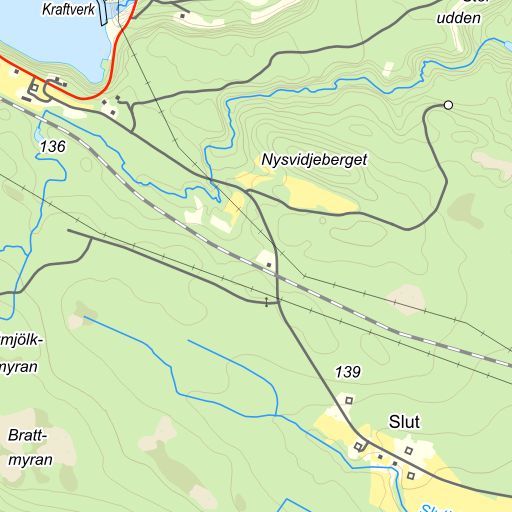 Kraftverk
udden
136
Nysvidjeberget
mjölk-
myran
139
Slut
Bratt-
myran